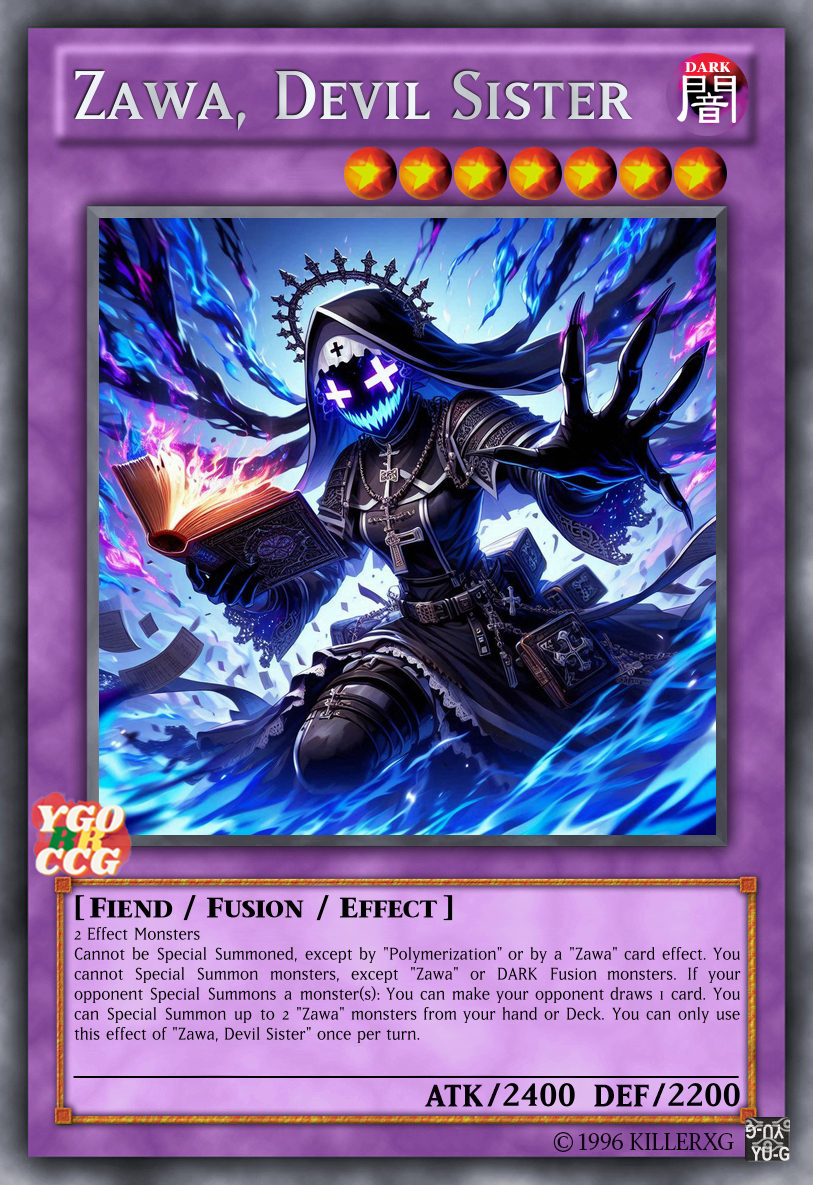 Zawa, Devil Sister
DARK
闇
YGO
RR
CCG
[ Fiend / Fusion / Effect ]
2 Effect Monsters
Cannot be Special Summoned, except by "Polymerization" or by a "Zawa" card effect. You
cannot Special Summon monsters, except "Zawa" or DARK Fusion monsters. If your
opponent Special Summons a monster(s): You can make your opponent draws 1 card. You
can Special Summon up to 2 "Zawa" monsters from your hand or Deck. You can only use
this effect of "Zawa, Devil Sister" once per turn.
ATK/2400 DEF/2200
© 1996 KILLERXG
YU-G
YU-G